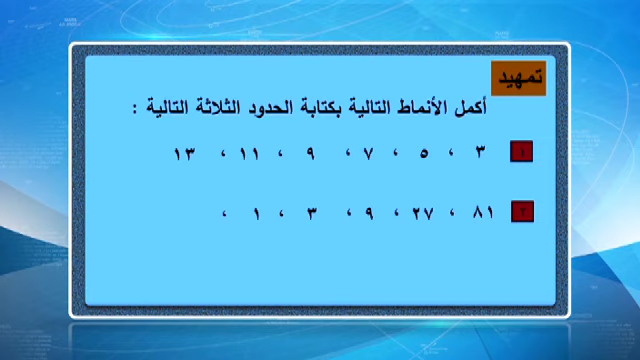 تمهيد
أكمل الأنماط التالية بكتابة الحدود الثلاثة التالية :
١ ٣ ، ٥ ، ٧ ، ٩ ، ١١ ، ١٣
٢ ٨١ ، ٢٧ ، ٩ ، ٣ ، ١ ،